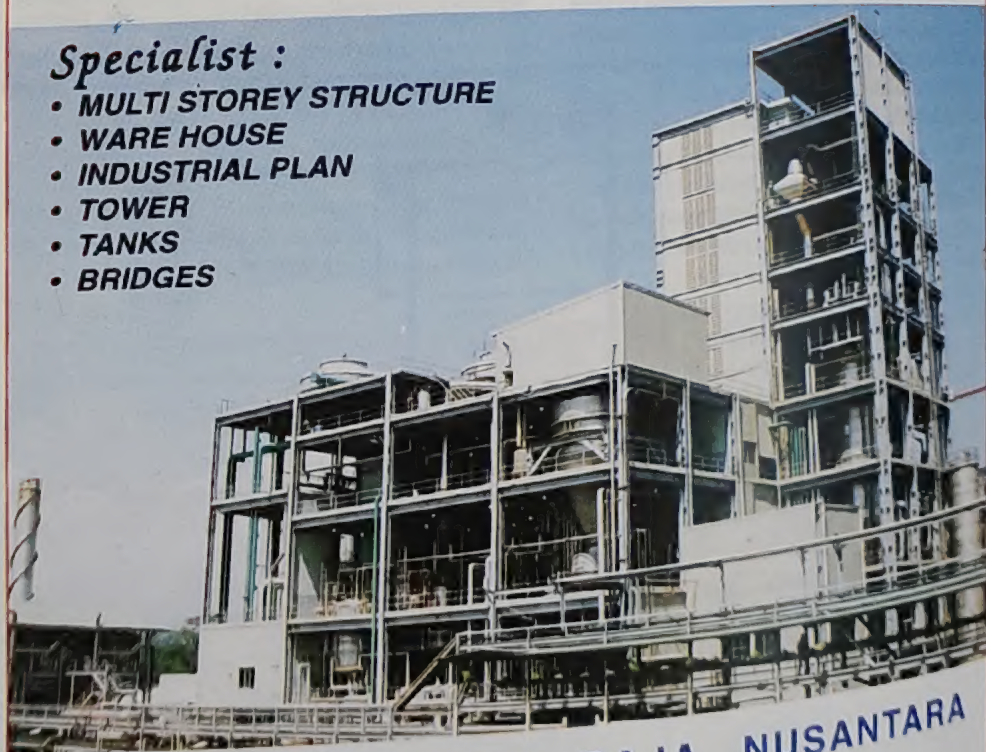 Specialist :
• MULTI STOREY STRUCTURE
• WARE HOUSE
• INDUSTRIAL PLAN
• TOWER
• TANKS
• BRIDGES
NUSANTARA